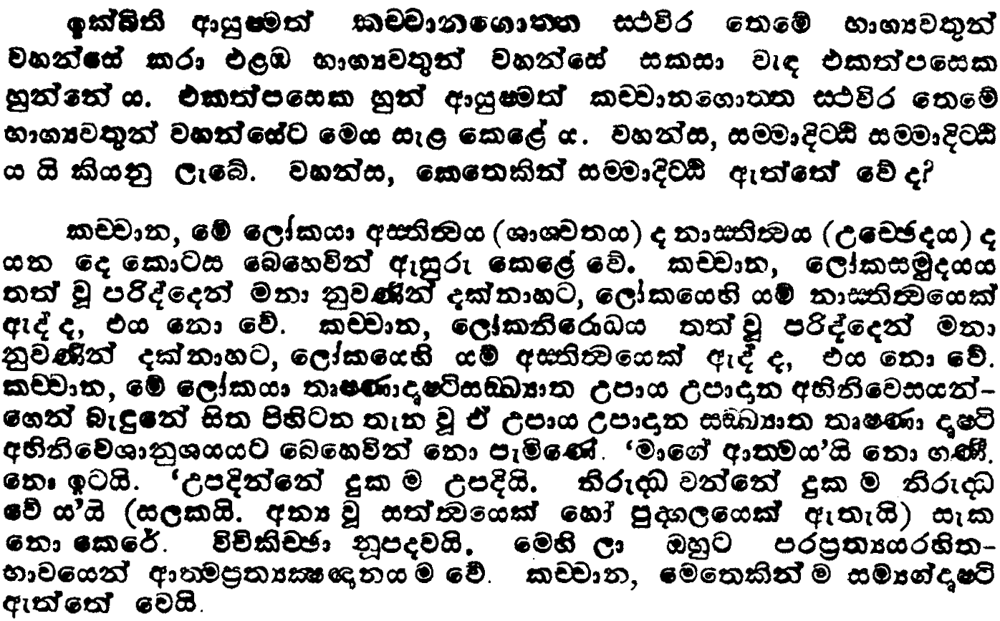 ඉක්බිති ආයුෂ්මත් කච්චානගොත්ත ස්ථවිර තෙමේ භාග්‍යවතුන්
වහන්සේ කරා එළඹ භාග්‍යවතුන් වහන්සේ සකසා වැඳ එකත්පසෙක
හුන්නේ ය. එකත්පසෙක හුන් ආයුෂ්මත් කච්චානගොත්ත ස්ථවිර තෙමේ
භාග්‍යවතුන් වහන්සේට මෙය සැළ කෙළේ ය. වහන්ස, සම්මාදිට්ඨි සම්මාදිට්ඨි
ය යි කියනු ලැබේ. වහන්ස, කෙතෙකින් සම්මාදිට්ඨි ඇත්තේ වේ ද?
කච්චාන, මේ ලෝකයා අස්තිත්‍වය (ශාශ්වතය) ද නාස්තිත්‍වය (උච්ඡෙදය) ද
යන දෙ කොටස බෙහෙවින් ඇසුරු කෙළේ වේ. කච්චාන, ලෝකසමුදයය
තත් වූ පරිද්දෙන් මනා නුවණින් දක්නාහට, ලෝකයෙහි යම් නාස්තිත්‍වයෙක්
ඇද්ද, එය නො වේ. කච්චාන, ලෝකනිරොධය තත් වූ පරිද්දෙන් මනා
නුවණින් දක්නාහට, ලෝකයෙහි යම් අස්තිත්‍වයෙක් ඇද්ද, එය නො වේ.
කච්චාන, මේ ලෝකයා තෘෂ්ණාදෘෂ්ටිසඞ්ඛ්‍යාත උපාය උපාදාන අභිනිවෙසයන්-
ගෙන් බැඳුනේ සිත පිහිටන තැන වූ ඒ උපාය උපාදාන සඞ්ඛ්‍යාත තෘෂ්ණා දෘෂ්ටි
අභිනිවේශානුශයයට බෙහෙවින් නො පැමිණේ. ‘මාගේ ආත්මය’යි නො ගණී.
නො ඉටයි. ‘උපදින්නේ දුක ම උපදියි. නිරුද්ධ වන්නේ දුක ම නිරුද්ධ
වේ ය’යි (සලකයි. අන්‍ය වූ සත්ත්‍වයෙක් හෝ පුද්ගලයෙක් ඇතැයි) සැක
නො කෙරේ. විචිකිච්ඡා නූපදවයි. මෙහි ලා ඔහුට පරප්‍රත්‍යයරහිත-
භාවයෙන් ආත්මප්‍රත්‍යක්‍ෂඥානය ම වේ. කච්චාන, මෙතෙකින් ම සම්‍යග්දෘෂ්ටි
ඇත්තේ වෙයි.